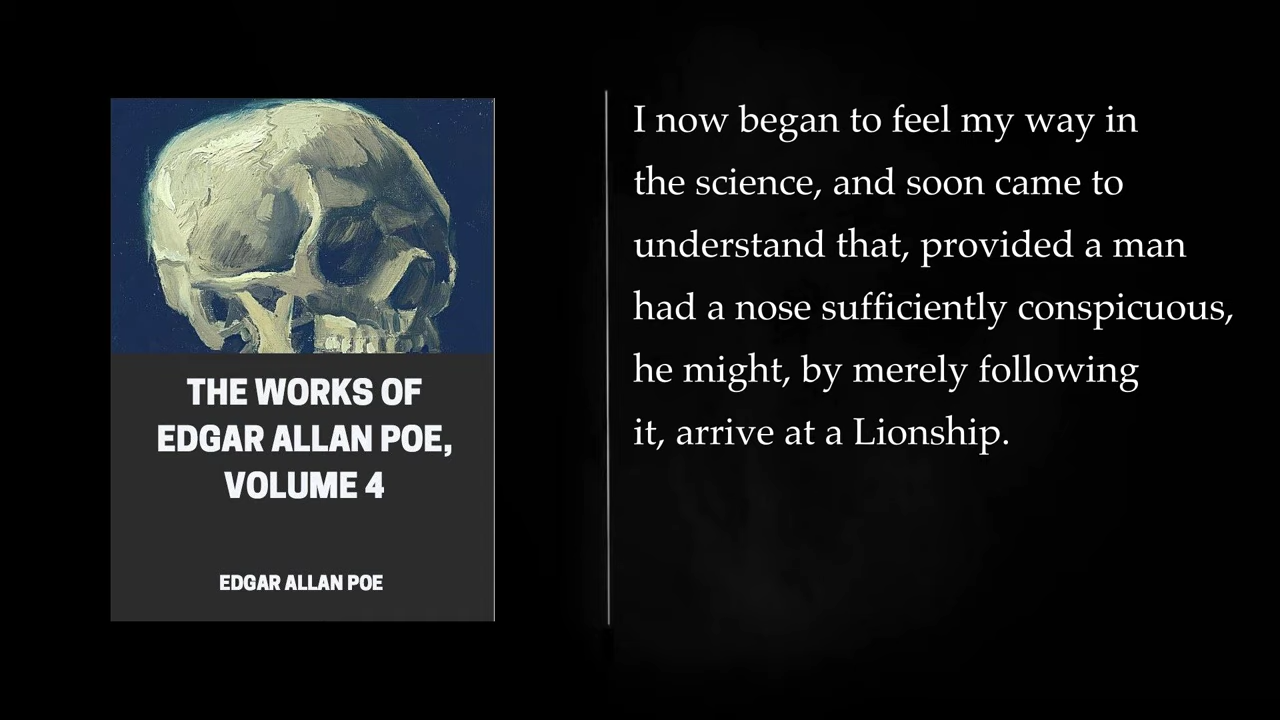 THE WORKS OF
EDGAR ALLAN POE,
VOLUME 4
EDGAR ALLAN POE
I now began to feel my way in
the science, and soon came to
understand that, provided a man
had a nose sufficiently conspicuous,
he might, by merely following
it, arrive at a Lionship.